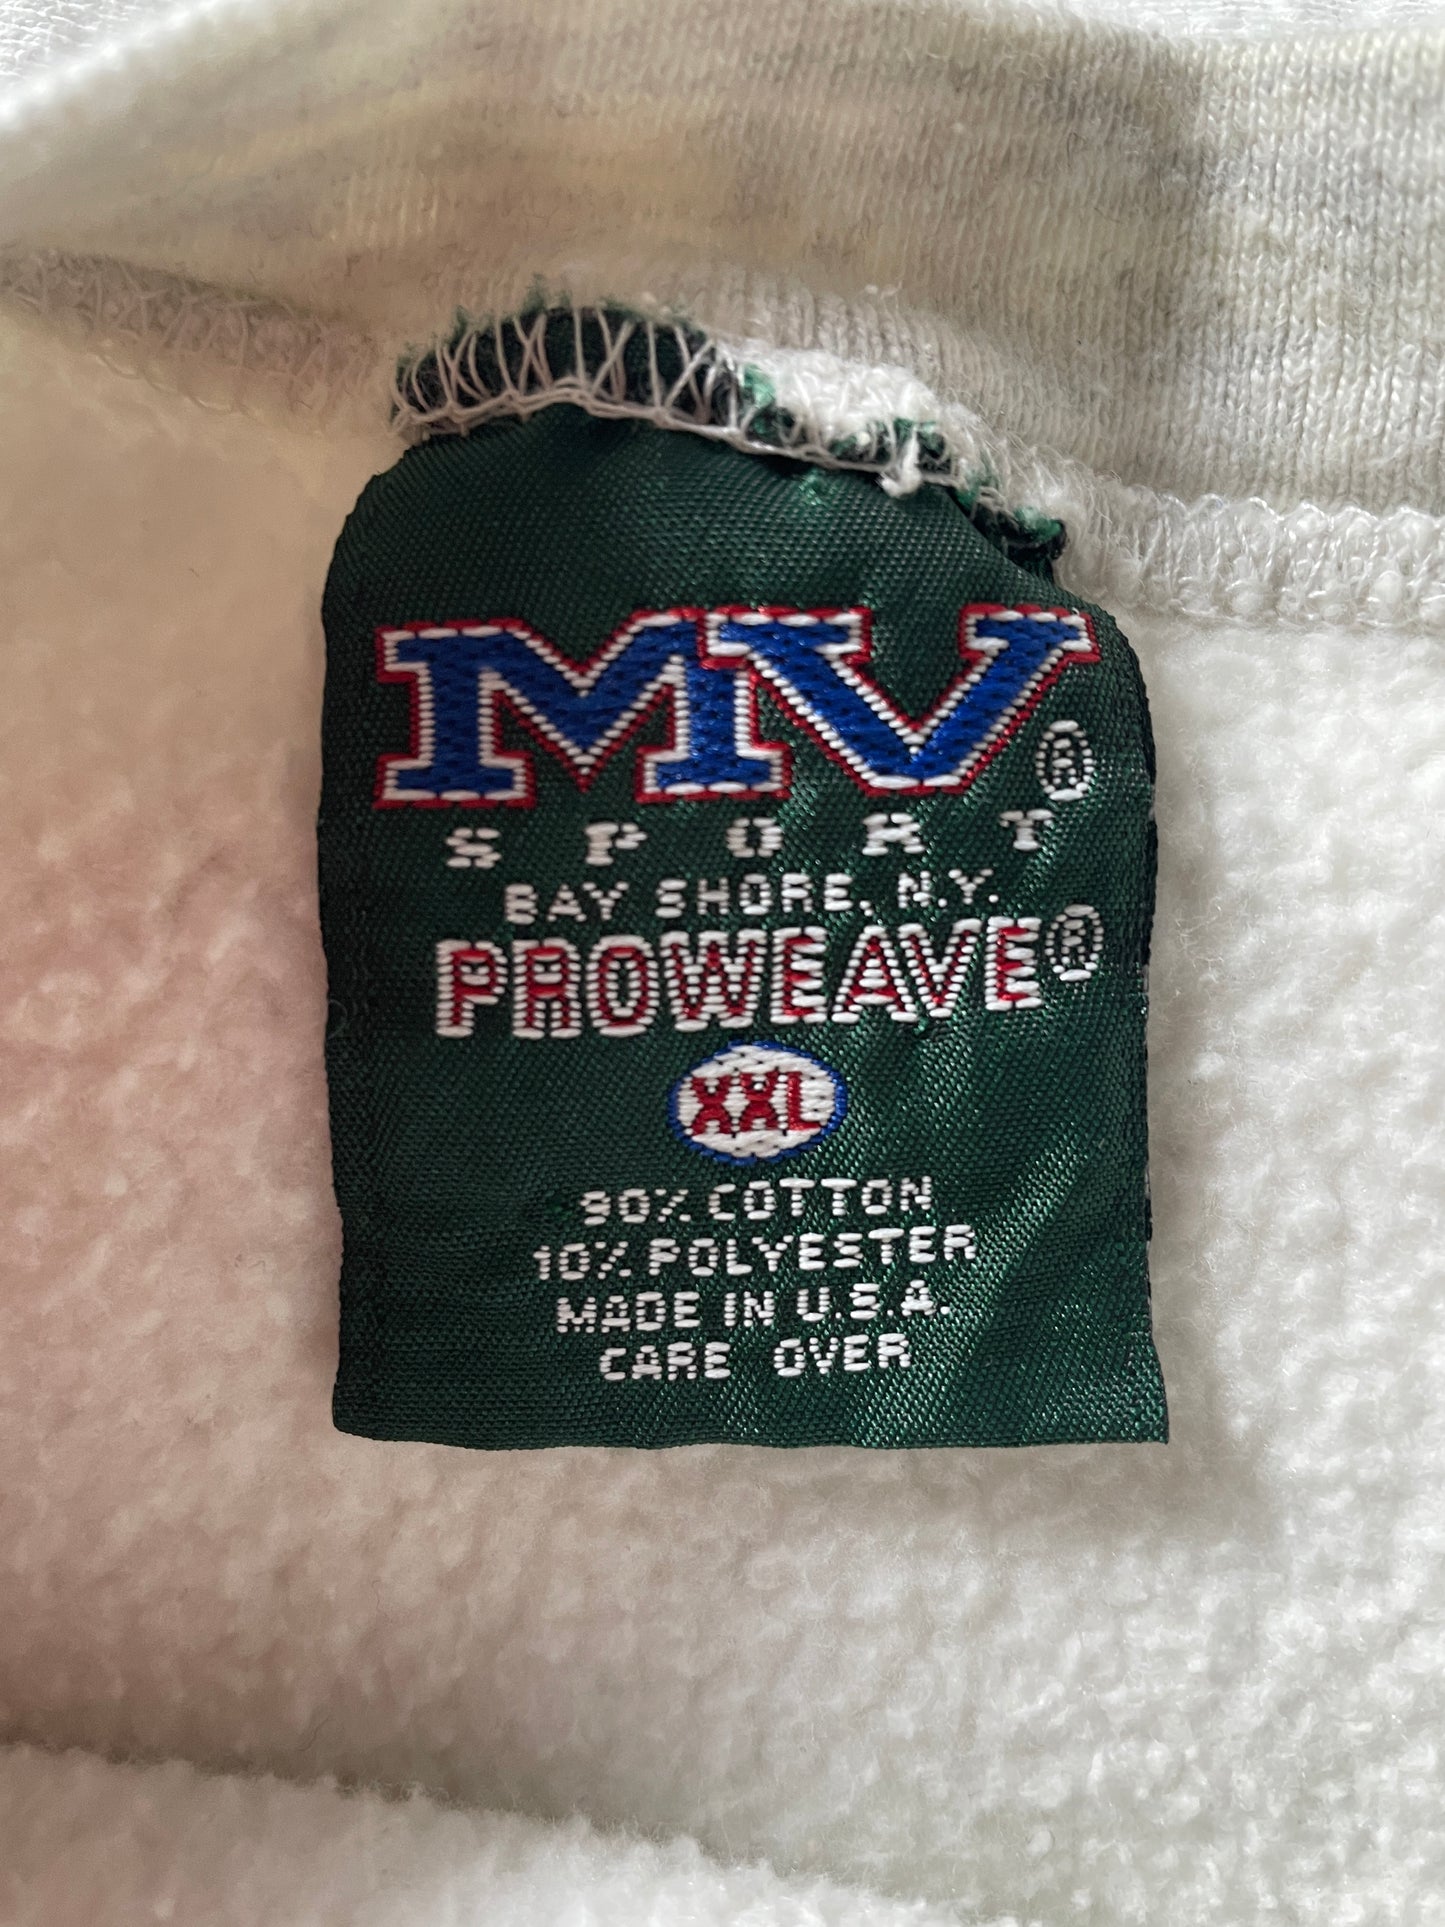 MV®
SPORT
BAY SHORE, N.Y.
PROWEAVE®
XXL
90% COTTON
10% POLYESTER
MADE IN U.S.A.
CARE OVER